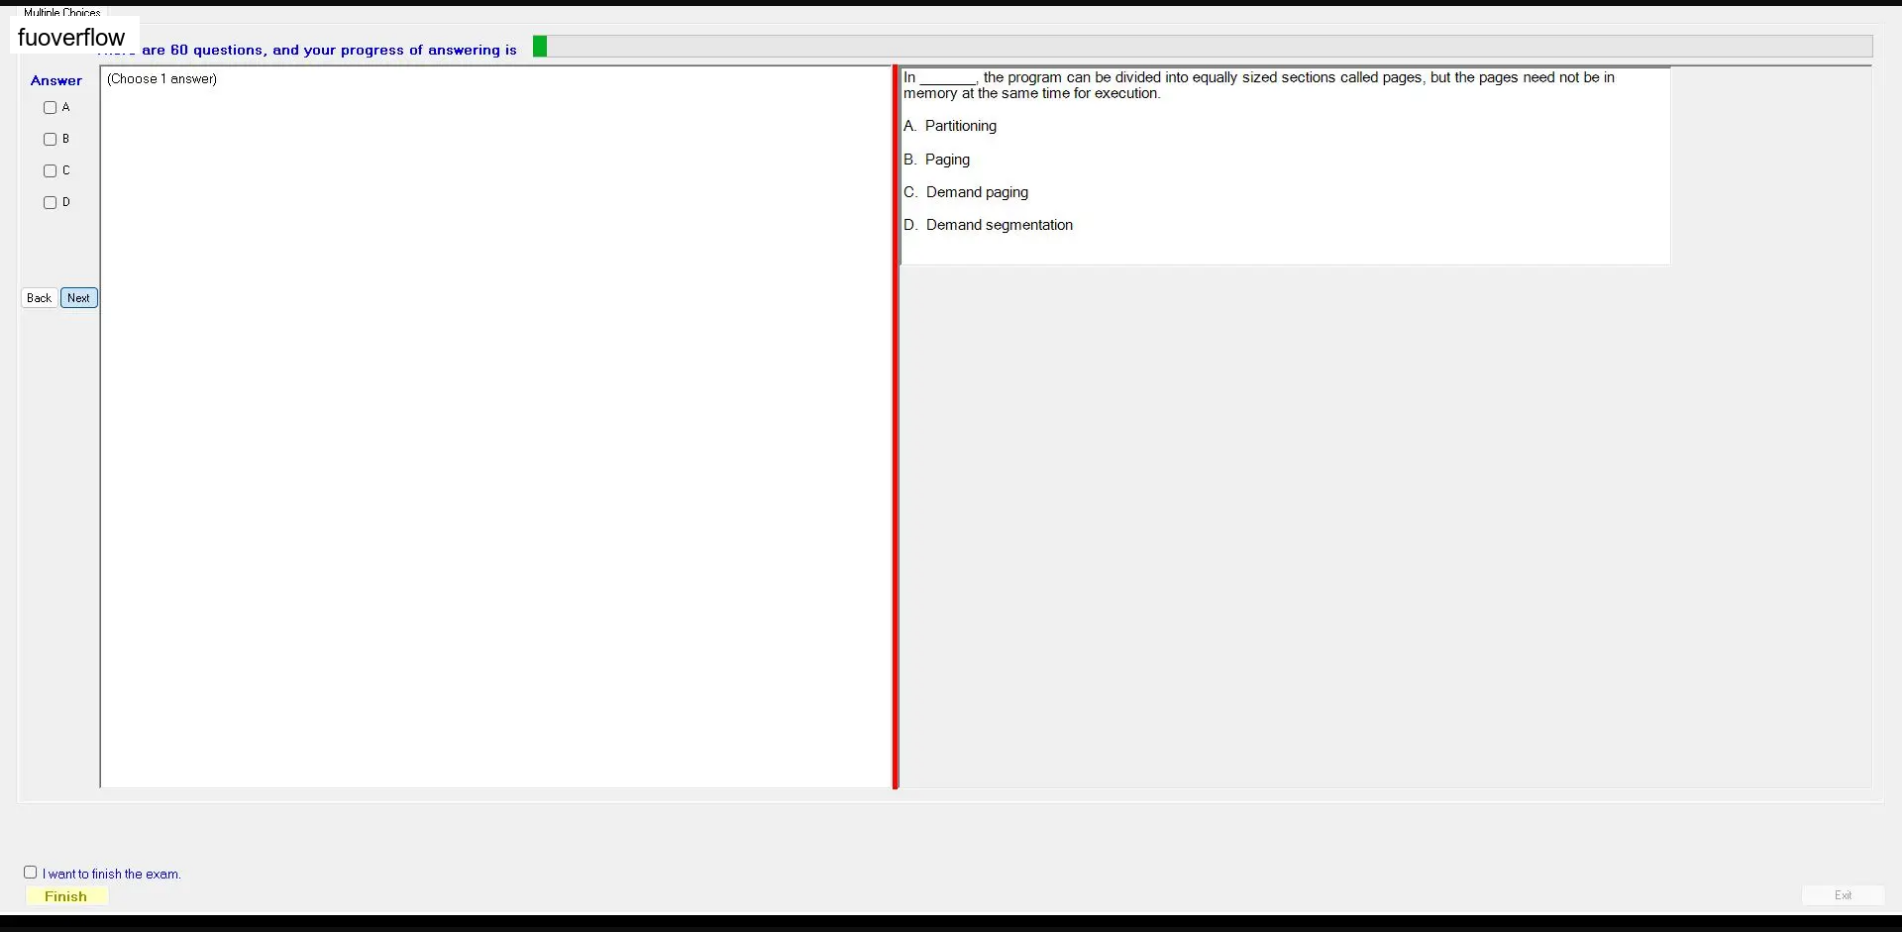 Multiple Choices
fuoverflow
are 60 questions, and your progress of answering is
Answer
(Choose 1 answer)
A
B
C
D
Back Next
In _______, the program can be divided into equally sized sections called pages, but the pages need not be in
memory at the same time for execution.
A. Partitioning
B. Paging
C. Demand paging
D. Demand segmentation
I want to finish the exam.
Finish
Exit